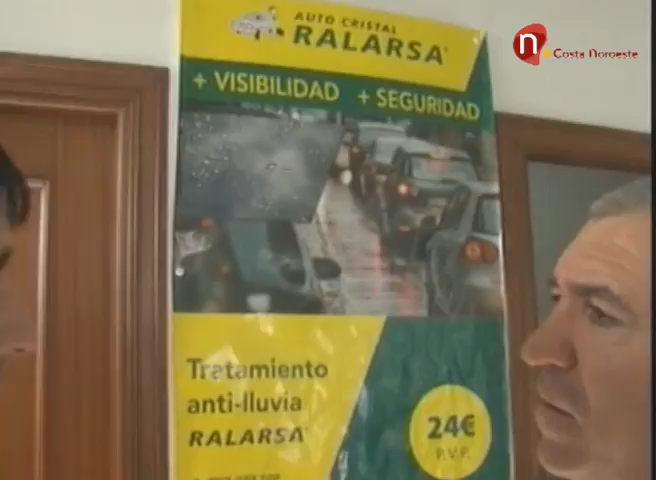 AUTO CRISTAL
RALARSA
n Costa Noroeste
+ VISIBILIDAD + SEGURIDAD
Tratamiento
anti-lluvia
RALARSA
24€
P.V.P.